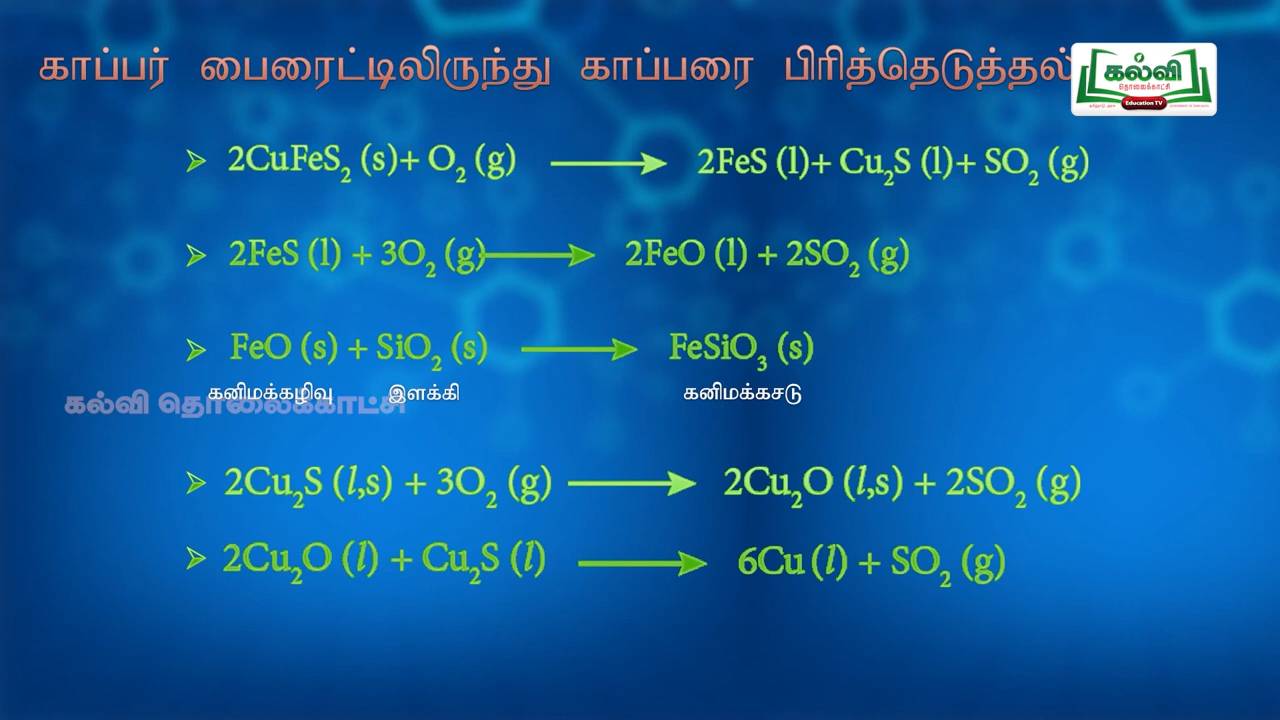 காப்பர் பைரைட்டிலிருந்து காப்பரை பிரித்தெடுத்தல்
கல்வி
தொலைக்காட்சி
Education TV
➢ 2CuFeS₂ (s)+ O₂ (g) ⟶ 2FeS (l)+ Cu₂S (l)+ SO₂ (g)
➢ 2FeS (l) + 3O₂ (g) ⟶ 2FeO (l) + 2SO₂ (g)
➢ FeO (s) + SiO₂ (s) ⟶ FeSiO₃ (s)
கனிமக்கழிவு இளக்கி கனிமக்கசடு
கல்வி தொலைக்காட்சி
➢ 2Cu₂S (l,s) + 3O₂ (g) ⟶ 2Cu₂O (l,s) + 2SO₂ (g)
➢ 2Cu₂O (l) + Cu₂S (l) ⟶ 6Cu (l) + SO₂ (g)